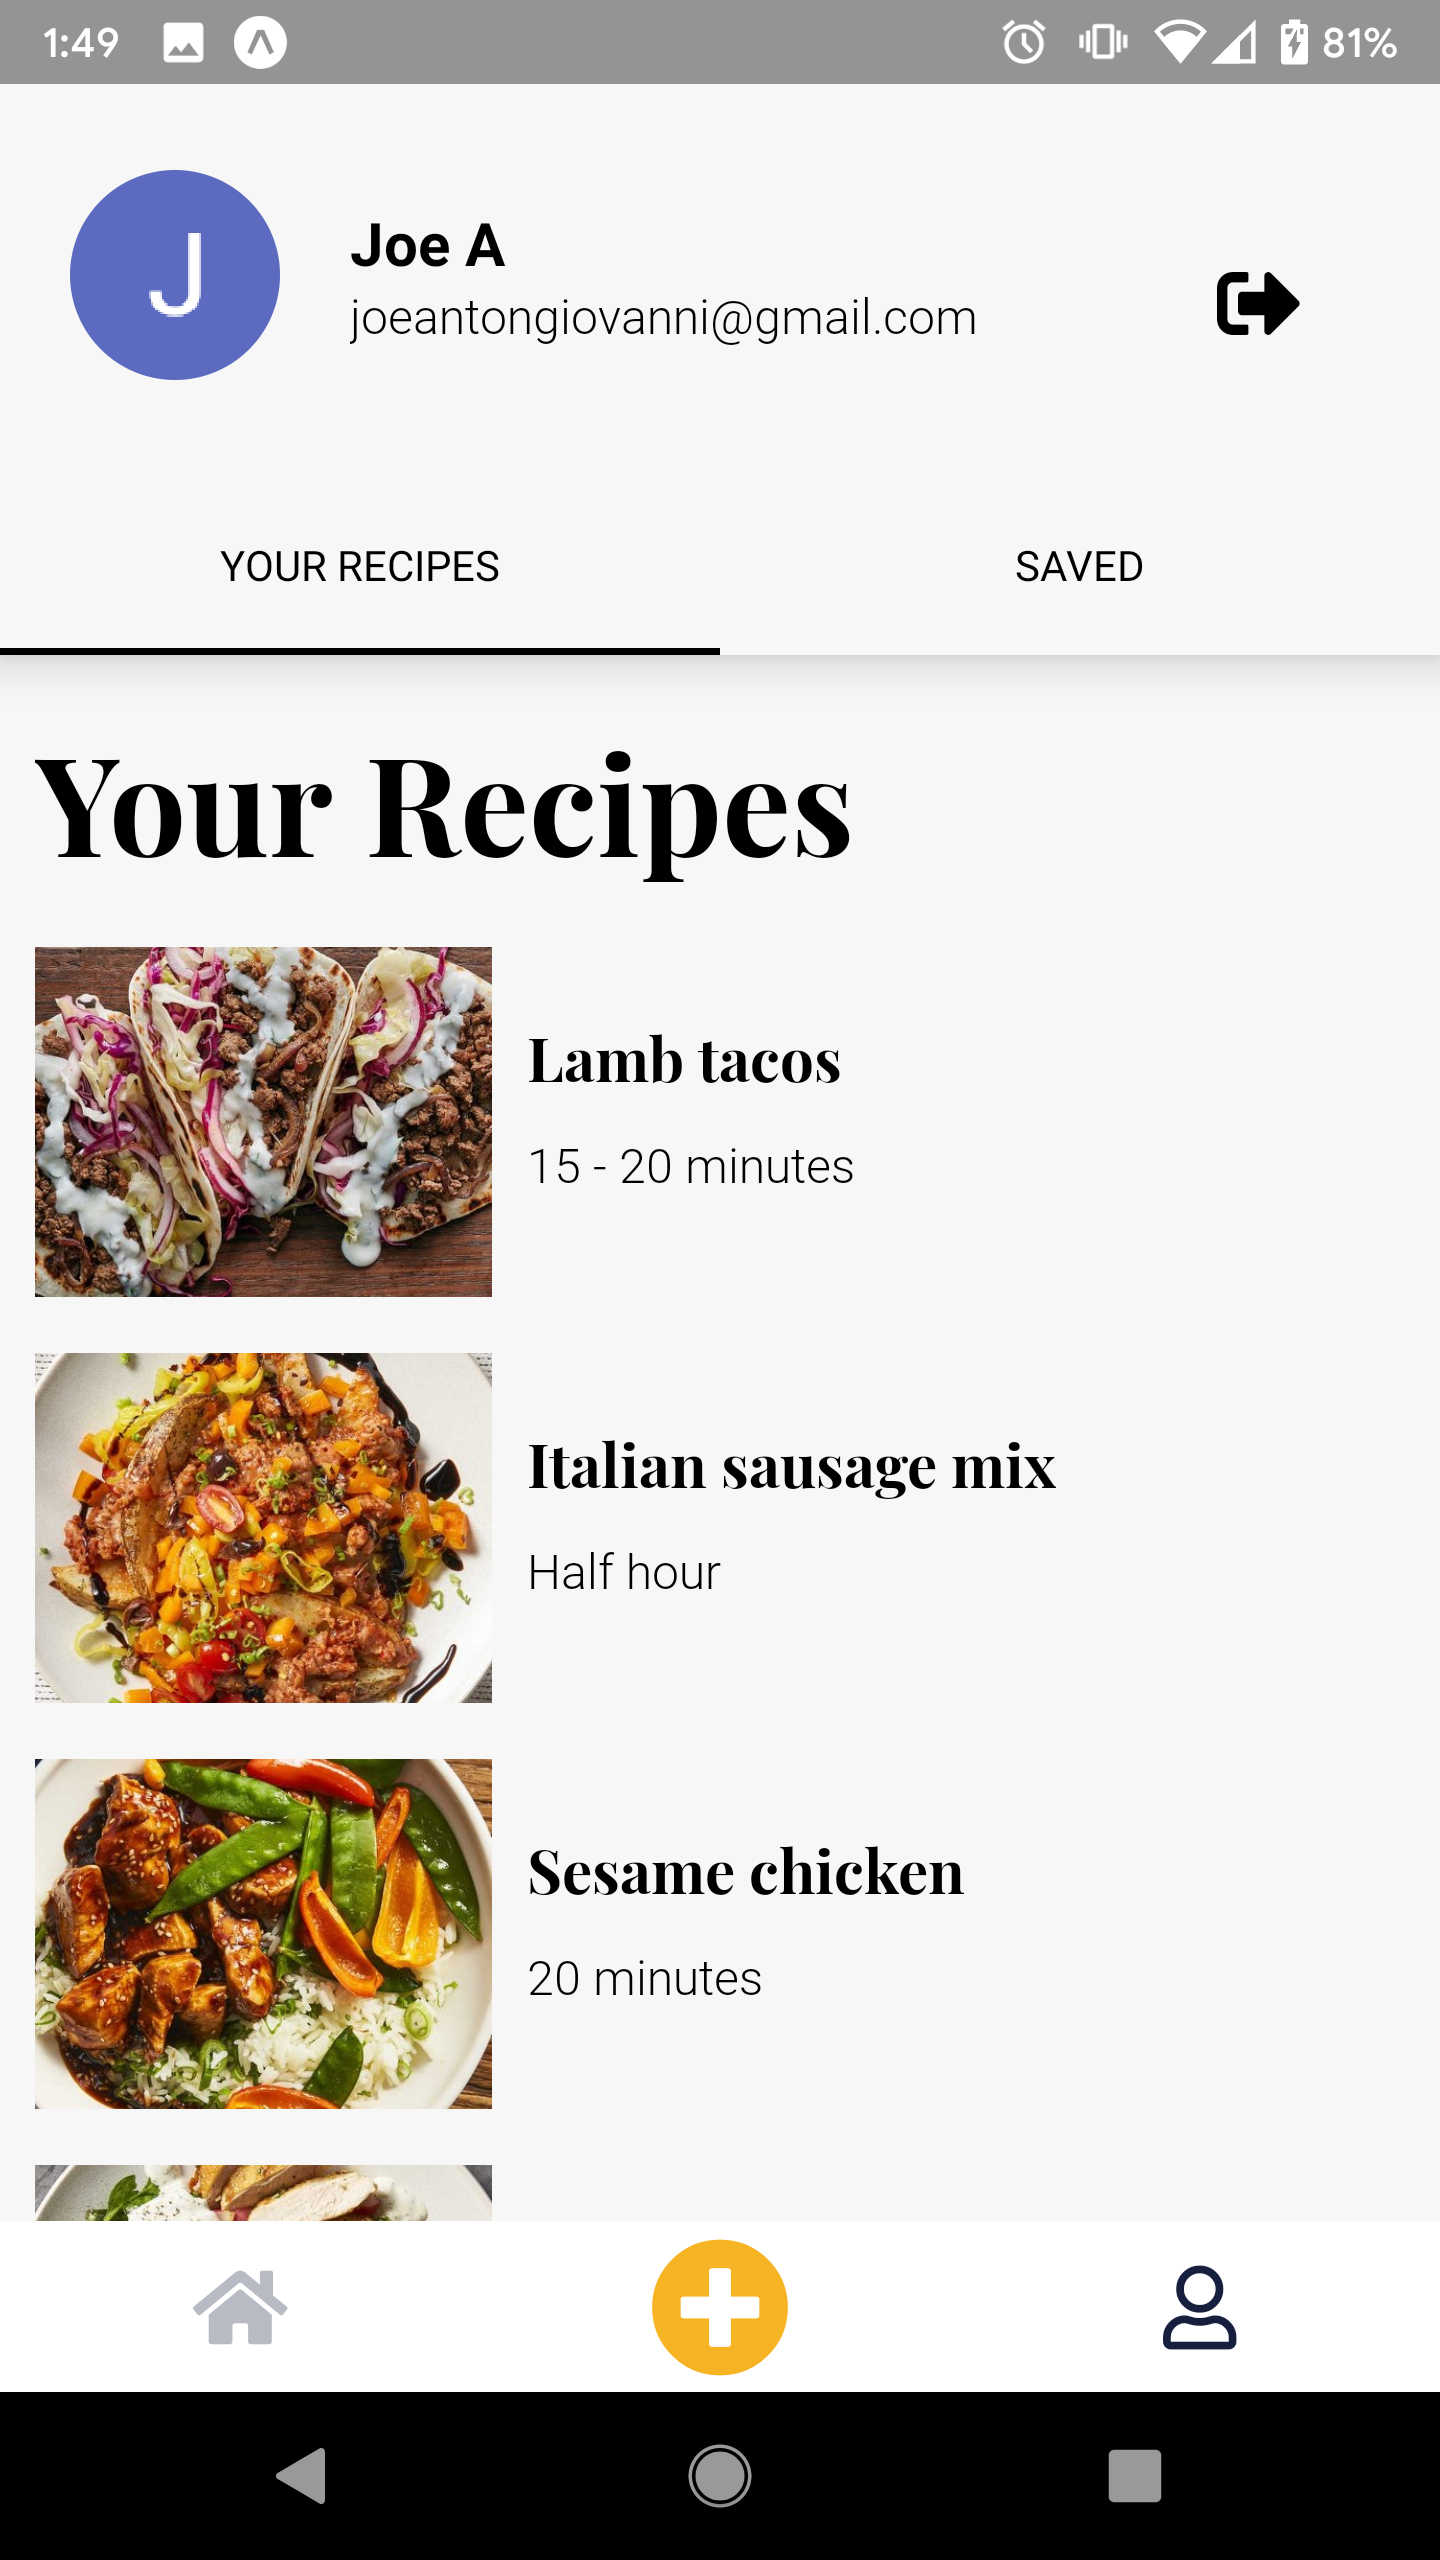 1:49
81%
J
Joe A
joeantongiovanni@gmail.com
YOUR RECIPES
SAVED
Your Recipes
Lamb tacos
15 - 20 minutes
Italian sausage mix
Half hour
Sesame chicken
20 minutes